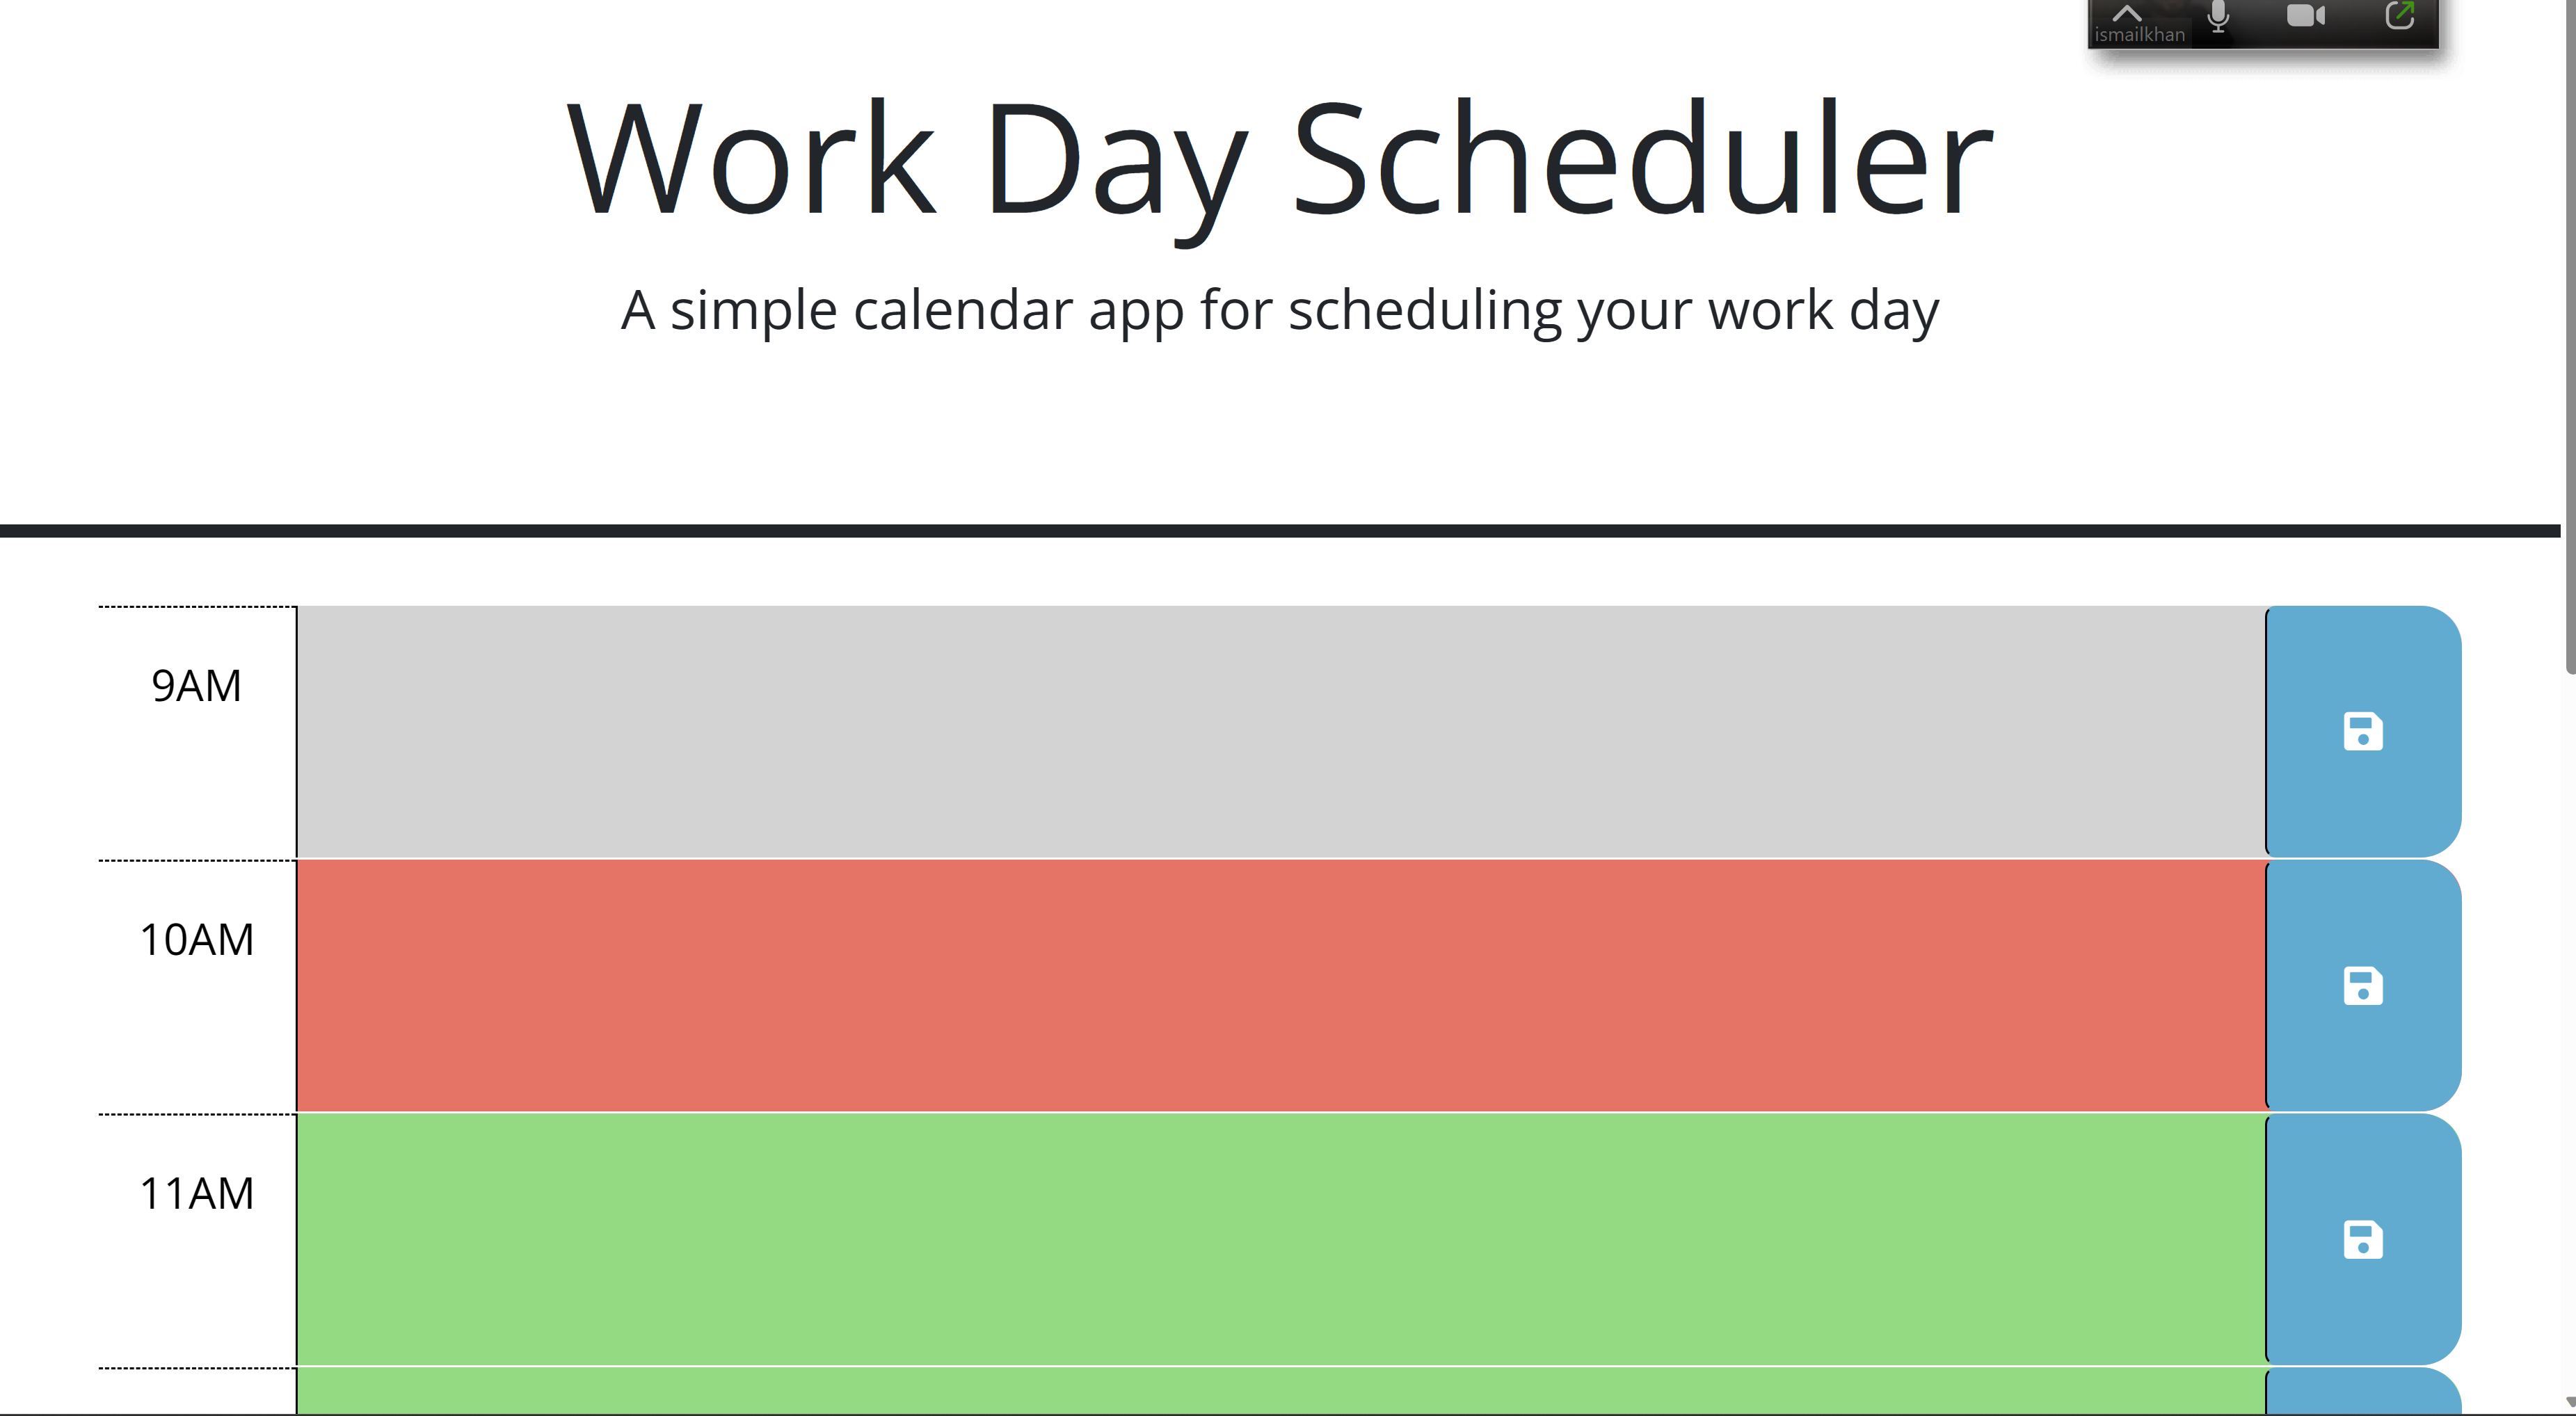 ismailkhan
Work Day Scheduler
A simple calendar app for scheduling your work day
9AM
10AM
11AM